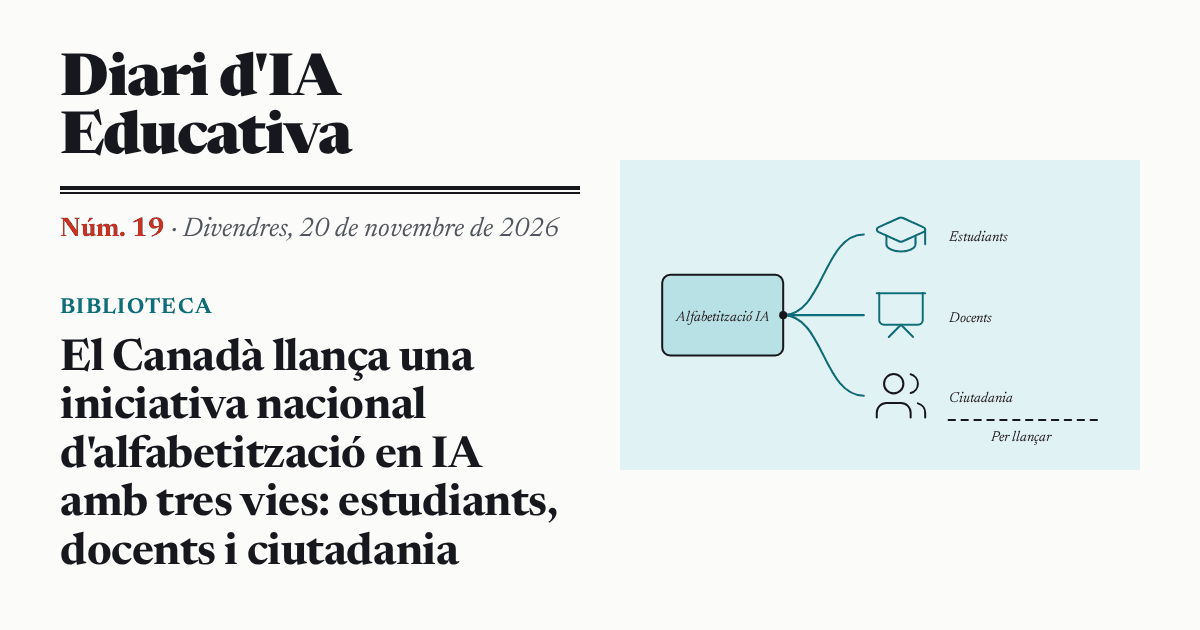 Diari d'IA
Educativa
Núm. 19 · Divendres, 20 de novembre de 2026
BIBLIOTECA
El Canadà llança una
iniciativa nacional
d'alfabetització en IA
amb tres vies: estudiants,
docents i ciutadania
Alfabetització IA
Estudiants
Docents
Ciutadania
Per llançar